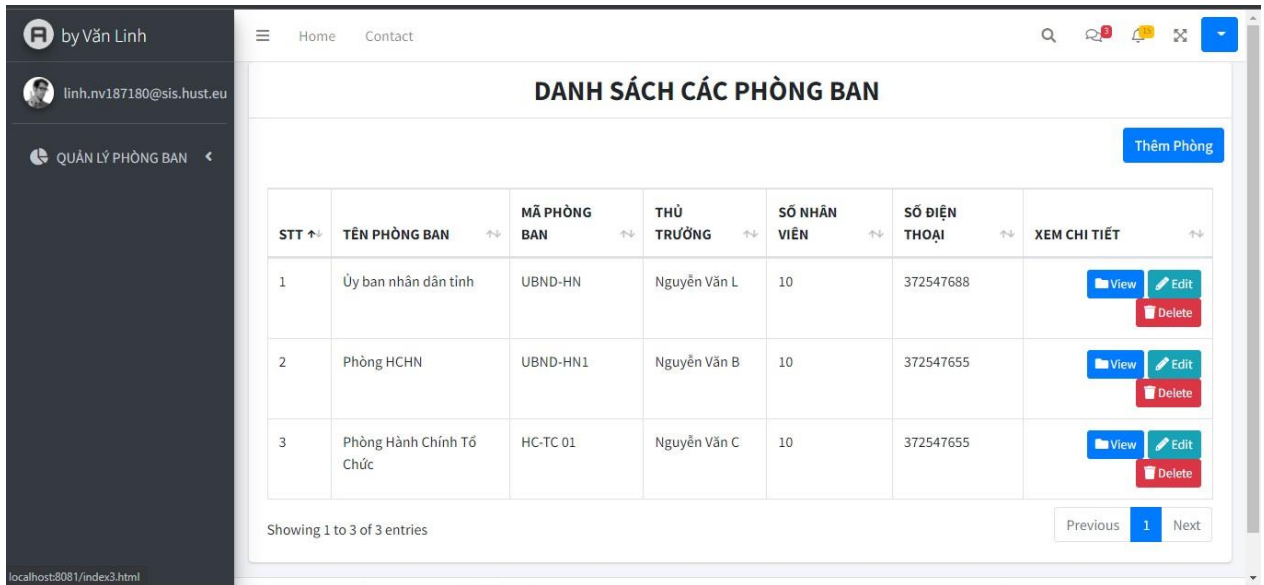 A by Văn Linh
Home Contact
3 15
linh.nv187180@sis.hust.eu
QUẢN LÝ PHÒNG BAN
DANH SÁCH CÁC PHÒNG BAN
Thêm Phòng
STT TÊN PHÒNG BAN MÃ PHÒNG BAN THỦ TRƯỞNG SỐ NHÂN VIÊN SỐ ĐIỆN THOẠI XEM CHI TIẾT
1 Ủy ban nhân dân tỉnh UBND-HN Nguyễn Văn L 10 372547688 View Edit
Delete
2 Phòng HCHN UBND-HN1 Nguyễn Văn B 10 372547655 View Edit
Delete
3 Phòng Hành Chính Tổ Chức HC-TC 01 Nguyễn Văn C 10 372547655 View Edit
Delete
Showing 1 to 3 of 3 entries
Previous 1 Next
localhost:8081/index3.html